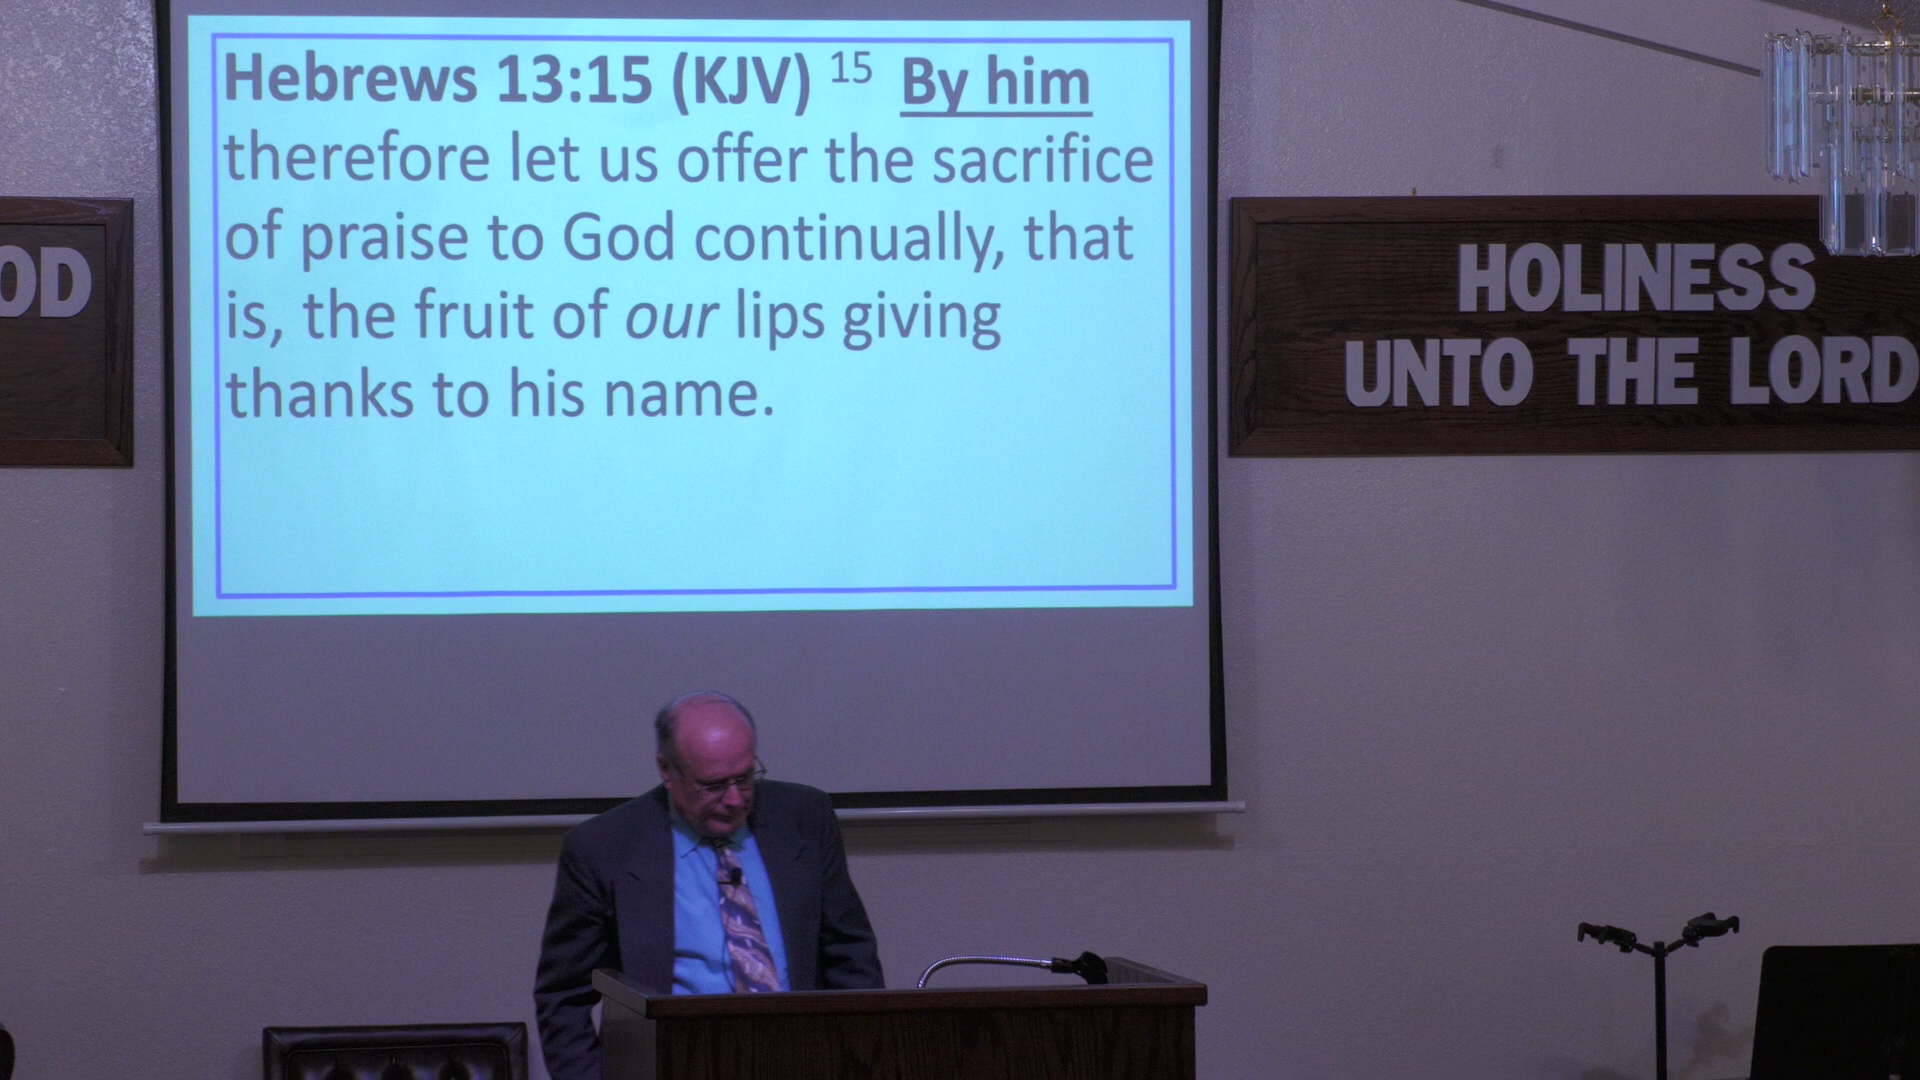 Hebrews 13:15 (KJV) 15 By him
therefore let us offer the sacrifice
of praise to God continually, that
is, the fruit of our lips giving
thanks to his name.
OD
HOLINESS
UNTO THE LORD